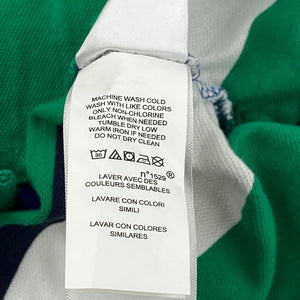 MACHINE WASH COLD
WASH WITH LIKE COLORS
ONLY NON-CHLORINE
BLEACH WHEN NEEDED
TUMBLE DRY LOW
WARM IRON IF NEEDED
DO NOT DRY CLEAN
30
n°1529®
LAVER AVEC DES
COULEURS SEMBLABLES
LAVARE CON COLORI
SIMILI
LAVAR CON COLORES
SIMILARES